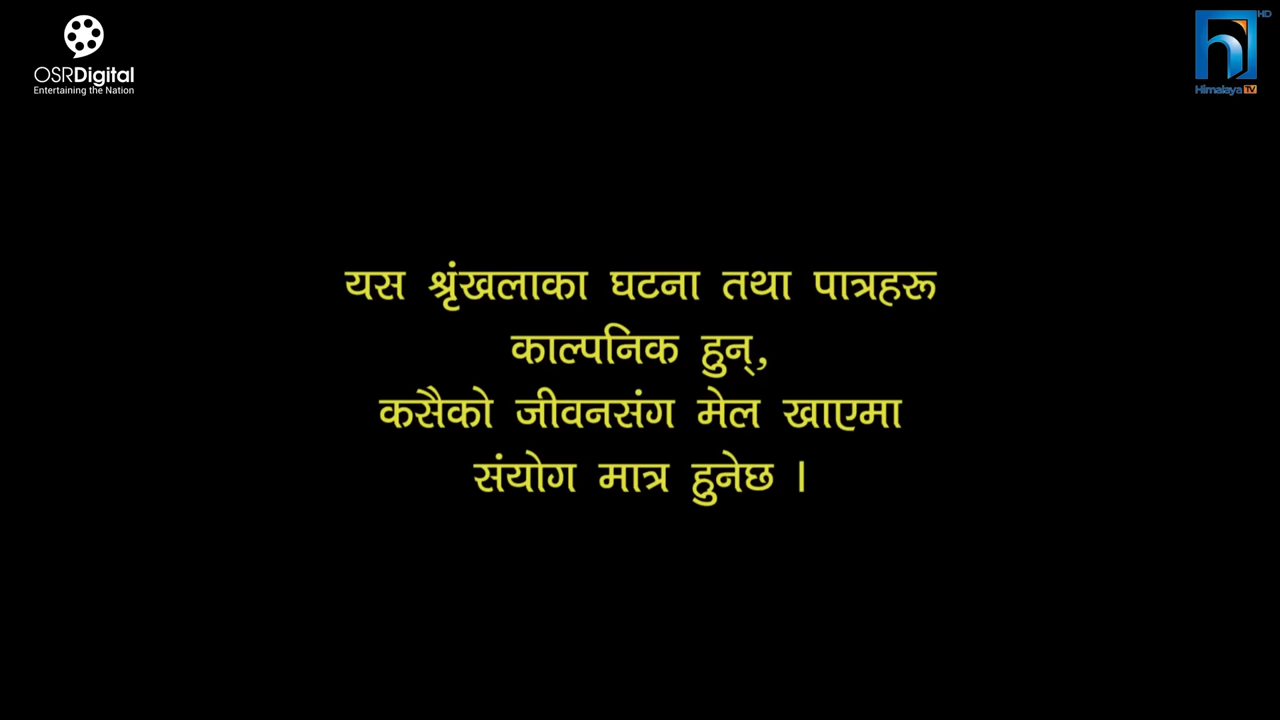 OSRDigital
Entertaining the Nation
HD
Himalaya TV
यस श्रृंखलाका घटना तथा पात्रहरू
काल्पनिक हुन्,
कसैको जीवनसंग मेल खाएमा
संयोग मात्र हुनेछ ।